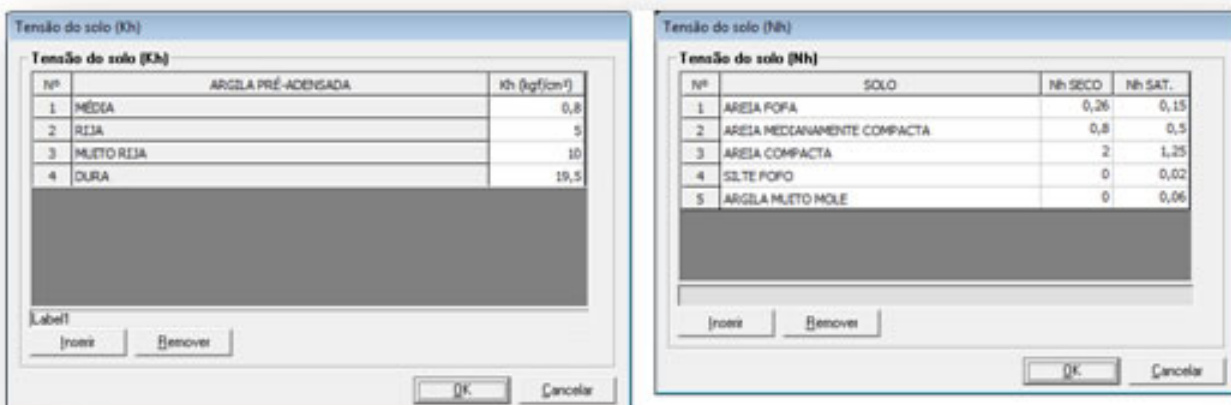 Tensão do solo (Kh)
Tensão do solo (Kh)
Nº ARGILA PRÉ-ADENSADA Kh (kgf/cm³)
1 MÉDIA 0,8
2 RIJA 5
3 MUITO RIJA 10
4 DURA 19,5
Label1
Inserir Remover
OK Cancelar
Tensão do solo (Nh)
Tensão do solo (Nh)
Nº SOLO Nh SECO Nh SAT.
1 AREIA FOFA 0,26 0,15
2 AREIA MEDIANAMENTE COMPACTA 0,8 0,5
3 AREIA COMPACTA 2 1,25
4 SILTE FOFO 0 0,02
5 ARGILA MUITO MOLE 0 0,06
Inserir Remover
OK Cancelar